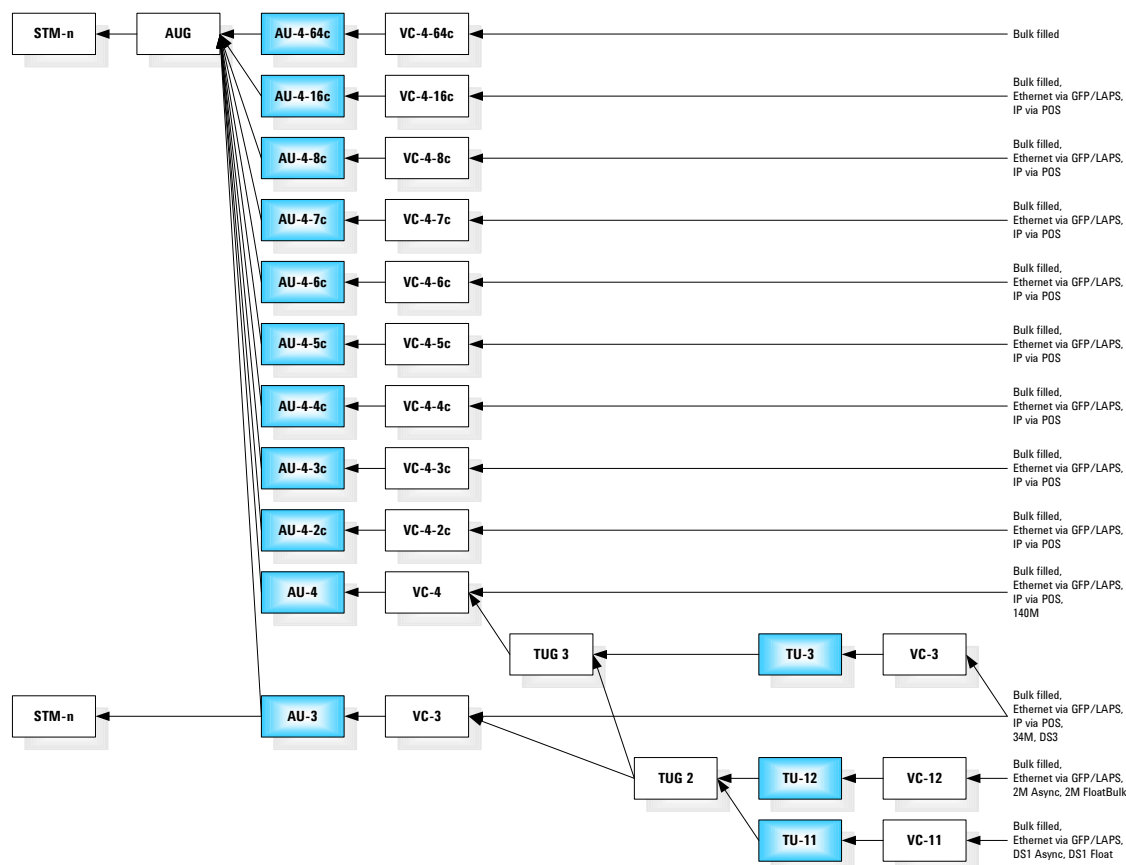 STM-n
AUG
AU-4-64c
VC-4-64c
Bulk filled
AU-4-16c
VC-4-16c
Bulk filled,
Ethernet via GFP/LAPS,
IP via POS
AU-4-8c
VC-4-8c
Bulk filled,
Ethernet via GFP/LAPS,
IP via POS
AU-4-7c
VC-4-7c
Bulk filled,
Ethernet via GFP/LAPS,
IP via POS
AU-4-6c
VC-4-6c
Bulk filled,
Ethernet via GFP/LAPS,
IP via POS
AU-4-5c
VC-4-5c
Bulk filled,
Ethernet via GFP/LAPS,
IP via POS
AU-4-4c
VC-4-4c
Bulk filled,
Ethernet via GFP/LAPS,
IP via POS
AU-4-3c
VC-4-3c
Bulk filled,
Ethernet via GFP/LAPS,
IP via POS
AU-4-2c
VC-4-2c
Bulk filled,
Ethernet via GFP/LAPS,
IP via POS
AU-4
VC-4
Bulk filled,
Ethernet via GFP/LAPS,
IP via POS,
140M
TUG 3
TU-3
VC-3
STM-n
AU-3
VC-3
Bulk filled,
Ethernet via GFP/LAPS,
IP via POS,
34M, DS3
TUG 2
TU-12
VC-12
Bulk filled,
Ethernet via GFP/LAPS,
2M Async, 2M FloatBulk
TU-11
VC-11
Bulk filled,
Ethernet via GFP/LAPS,
DS1 Async, DS1 Float